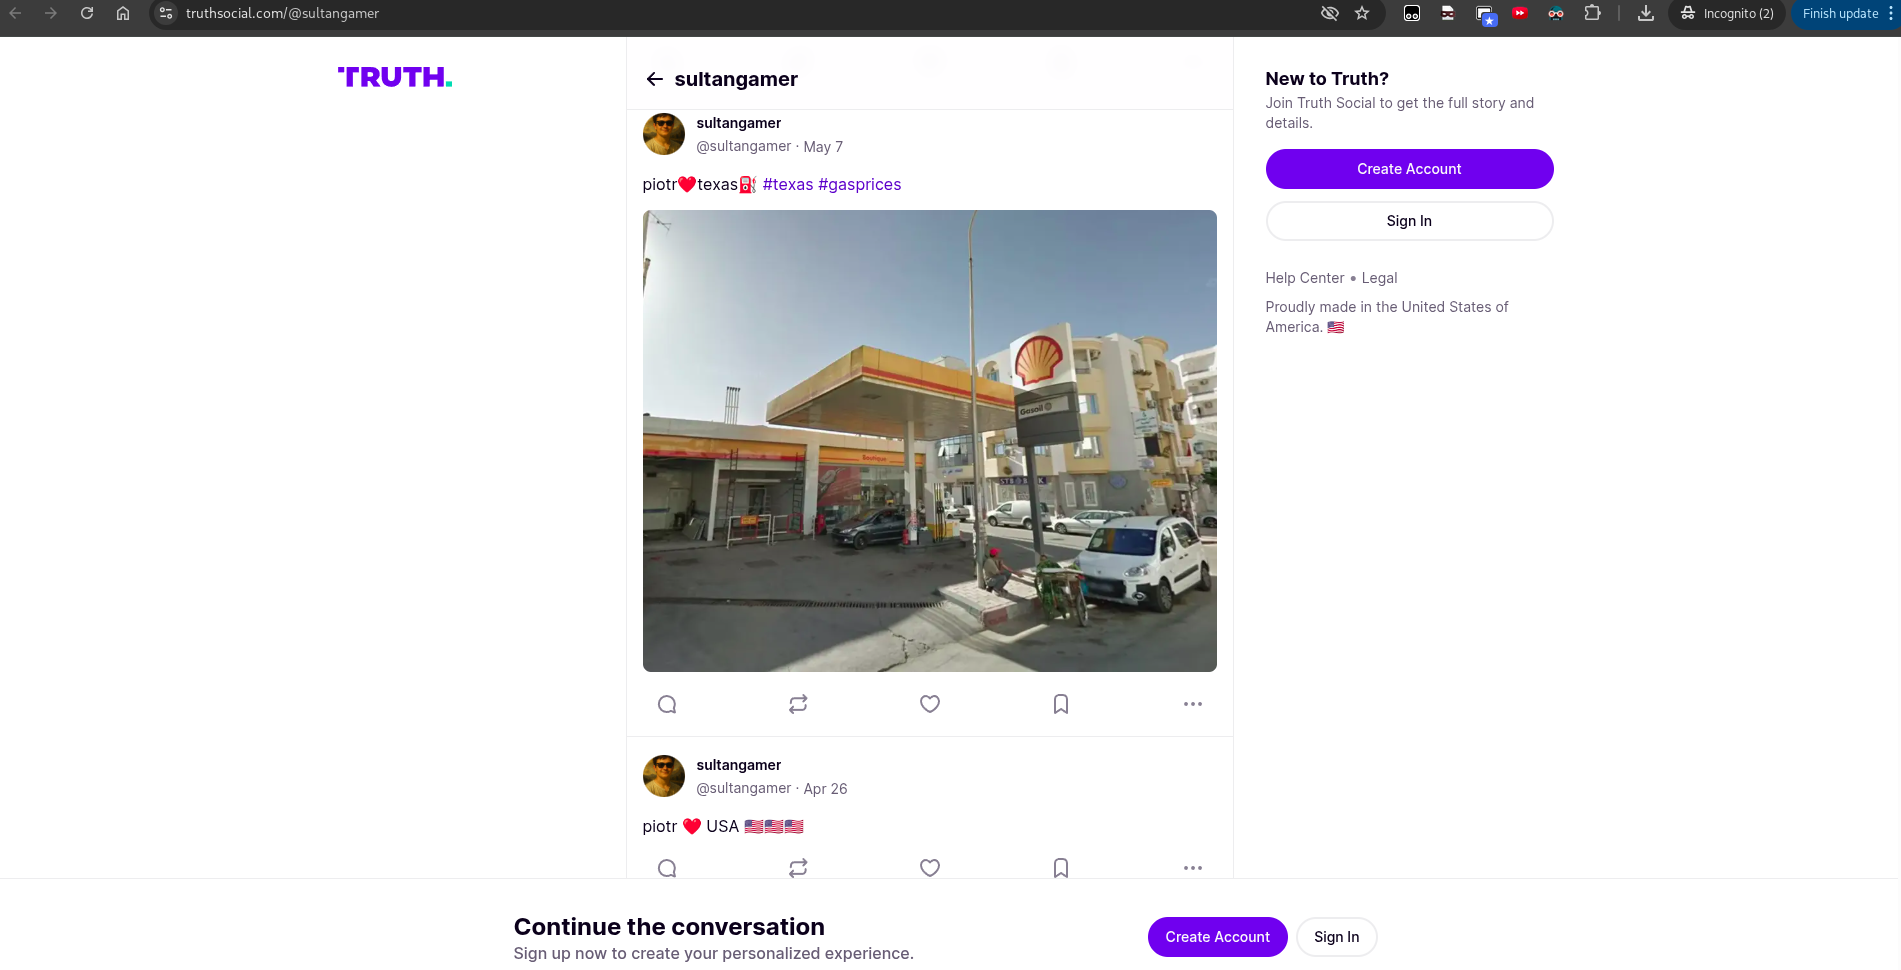 truthsocial.com/@sultangamer
Incognito (2)
Finish update
TRUTH.
sultangamer
sultangamer
@sultangamer · May 7
piotr❤️texas⛽ #texas #gasprices
Gasoil
Boutique
sultangamer
@sultangamer · Apr 26
piotr ❤️ USA 🇺🇸🇺🇸🇺🇸
New to Truth?
Join Truth Social to get the full story and
details.
Create Account
Sign In
Help Center • Legal
Proudly made in the United States of
America. 🇺🇸
Continue the conversation
Sign up now to create your personalized experience.
Create Account
Sign In